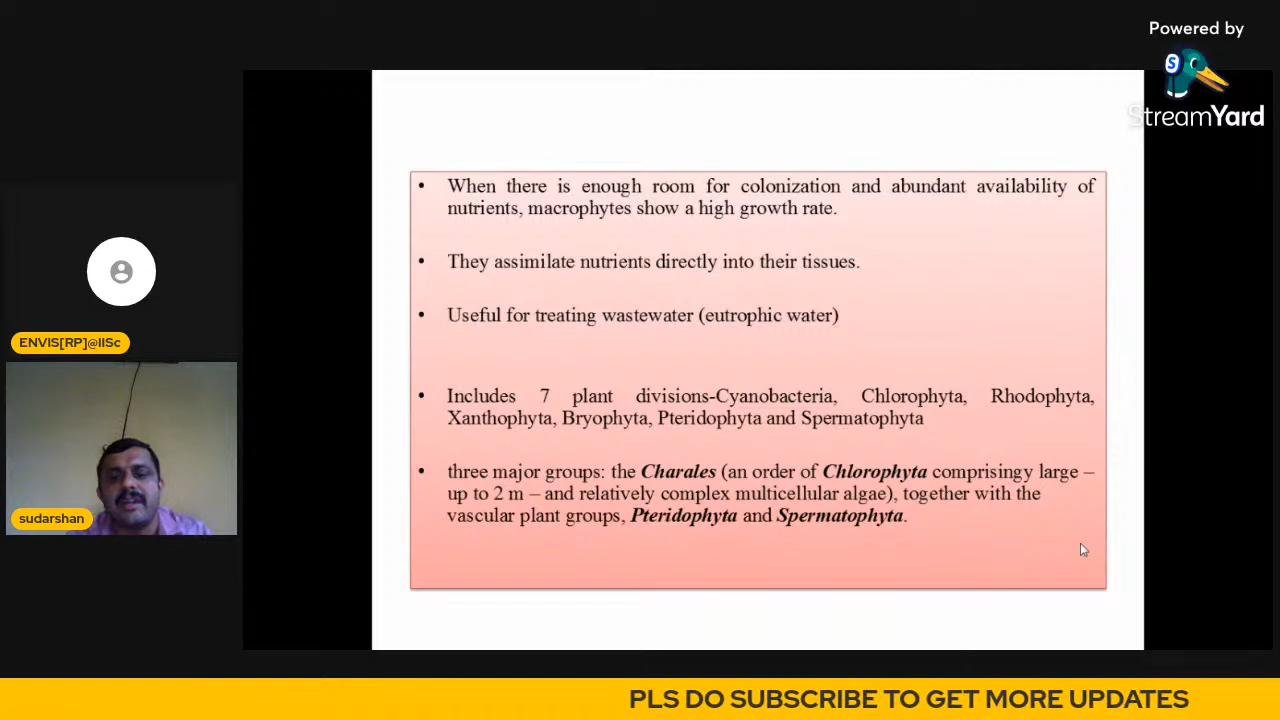 Powered by
StreamYard
• When there is enough room for colonization and abundant availability of
nutrients, macrophytes show a high growth rate.
• They assimilate nutrients directly into their tissues.
• Useful for treating wastewater (eutrophic water)
• Includes 7 plant divisions-Cyanobacteria, Chlorophyta, Rhodophyta,
Xanthophyta, Bryophyta, Pteridophyta and Spermatophyta
• three major groups: the Charales (an order of Chlorophyta comprisingy large –
up to 2 m – and relatively complex multicellular algae), together with the
vascular plant groups, Pteridophyta and Spermatophyta.
ENVIS[RP]@IISc
sudarshan
PLS DO SUBSCRIBE TO GET MORE UPDATES